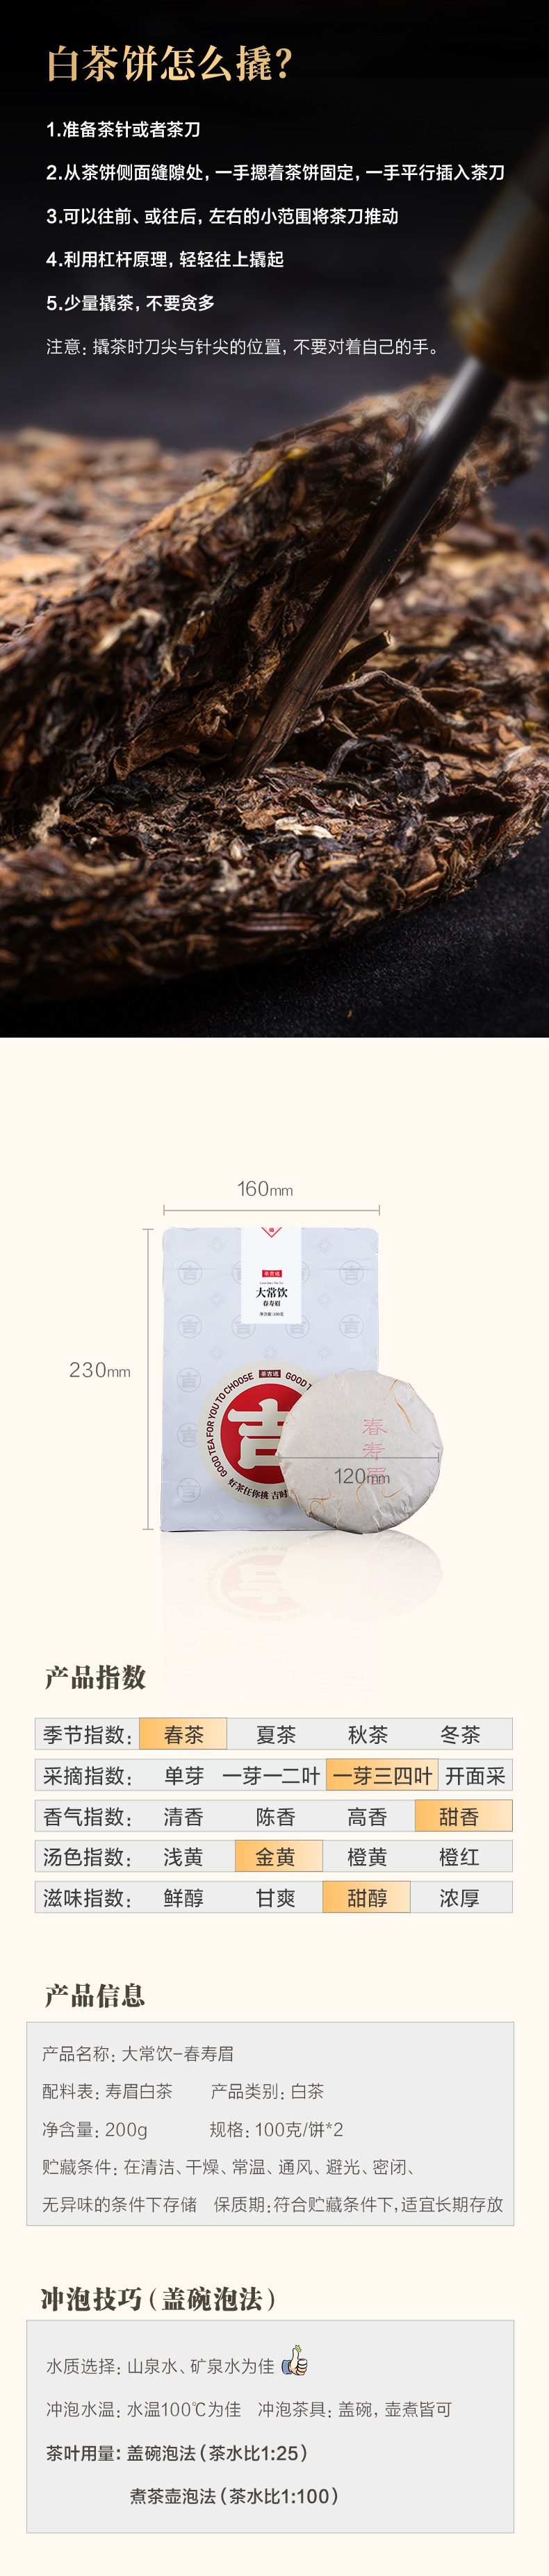 白茶饼怎么撬？
1.准备茶针或者茶刀
2.从茶饼侧面缝隙处，一手摁着茶饼固定，一手平行插入茶刀
3.可以往前、或往后，左右的小范围将茶刀推动
4.利用杠杆原理，轻轻往上撬起
5.少量撬茶，不要贪多
注意：撬茶时刀尖与针尖的位置，不要对着自己的手。
160mm
230mm
茶吉送
大常饮
春寿眉
净含量:100克
GOOD TEA FOR YOU TO CHOOSE 茶吉送 GOOD T
吉
好茶任你挑 吉时
春
寿
眉
120mm
产品指数
季节指数： 春茶 夏茶 秋茶 冬茶
采摘指数： 单芽 一芽一二叶 一芽三四叶 开面采
香气指数： 清香 陈香 高香 甜香
汤色指数： 浅黄 金黄 橙黄 橙红
滋味指数： 鲜醇 甘爽 甜醇 浓厚
产品信息
产品名称：大常饮-春寿眉
配料表：寿眉白茶 产品类别：白茶
净含量：200g 规格：100克/饼*2
贮藏条件：在清洁、干燥、常温、通风、避光、密闭、
无异味的条件下存储 保质期：符合贮藏条件下，适宜长期存放
冲泡技巧（盖碗泡法）
水质选择：山泉水、矿泉水为佳
冲泡水温：水温100℃为佳 冲泡茶具：盖碗，壶煮皆可
茶叶用量：盖碗泡法（茶水比1:25）
煮茶壶泡法（茶水比1:100）